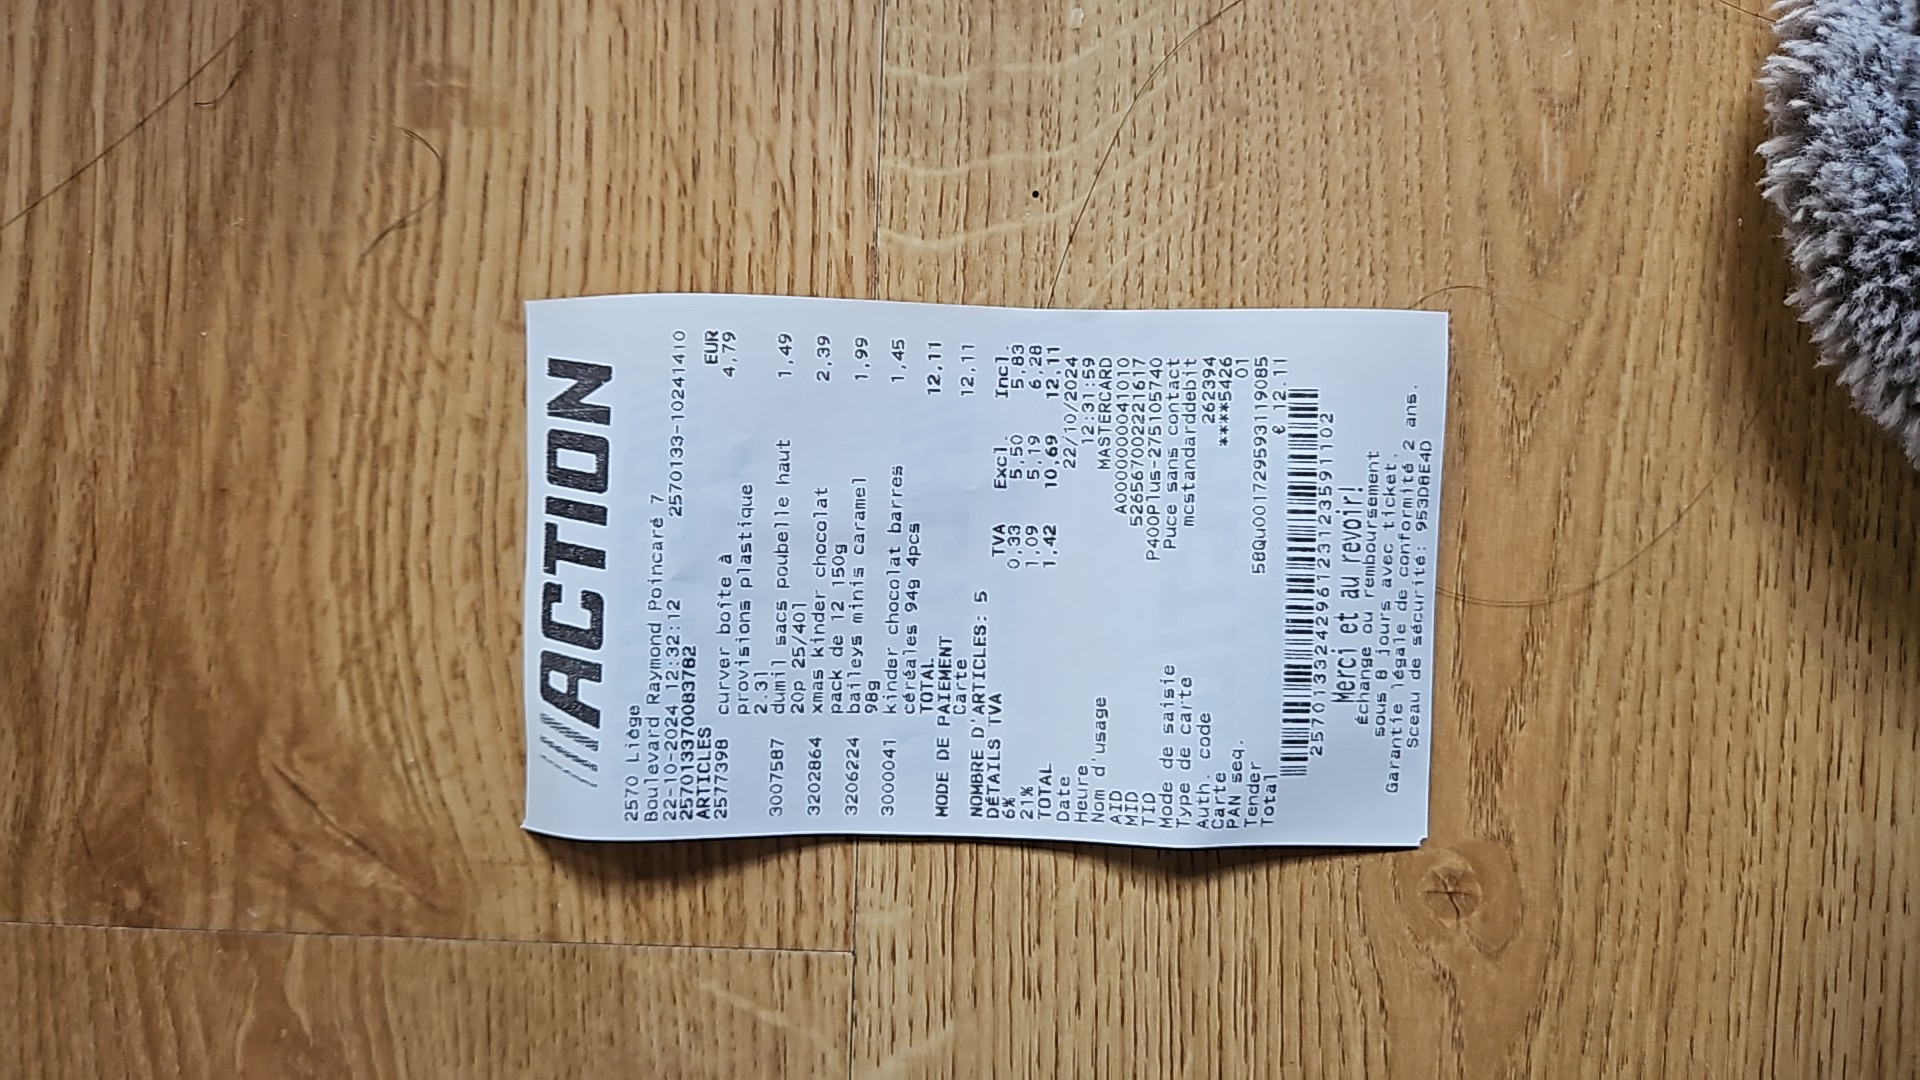 ACTION
2570 Liège
Boulevard Raymond Poincaré 7
22-10-2024 12:32:12 2570133-10241410
257013370083782
ARTICLES EUR
2577398 curver boîte à 4,79
provisions plastique
2.3l
3007587 dumil sacs poubelle haut 1,49
20p 25/40l
3202864 xmas kinder chocolat 2,39
pack de 12 150g
3206224 baileys minis caramel 1,99
98g
3000041 kinder chocolat barres 1,45
céréales 94g 4pcs
TOTAL 12,11
MODE DE PAIEMENT
Carte 12,11
NOMBRE D'ARTICLES: 5
DÉTAILS TVA TVA Excl. Incl.
6% 0,33 5,50 5,83
21% 1,09 5,19 6,28
TOTAL 1,42 10,69 12,11
Date 22/10/2024
Heure 12:31:59
Nom d'usage MASTERCARD
AID A0000000041010
MID 526567002221617
TID P400Plus-275105740
Mode de saisie Puce sans contact
Type de carte mcstandarddebit
Auth. code 262394
Carte ****5426
PAN seq. 01
Tender 58Qu001729593119085
Total € 12.11
2570133242961231235911102
Merci et au revoir!
Échange ou remboursement
sous 8 jours avec ticket.
Garantie légale de conformité 2 ans.
Sceau de sécurité: 953D8E4D